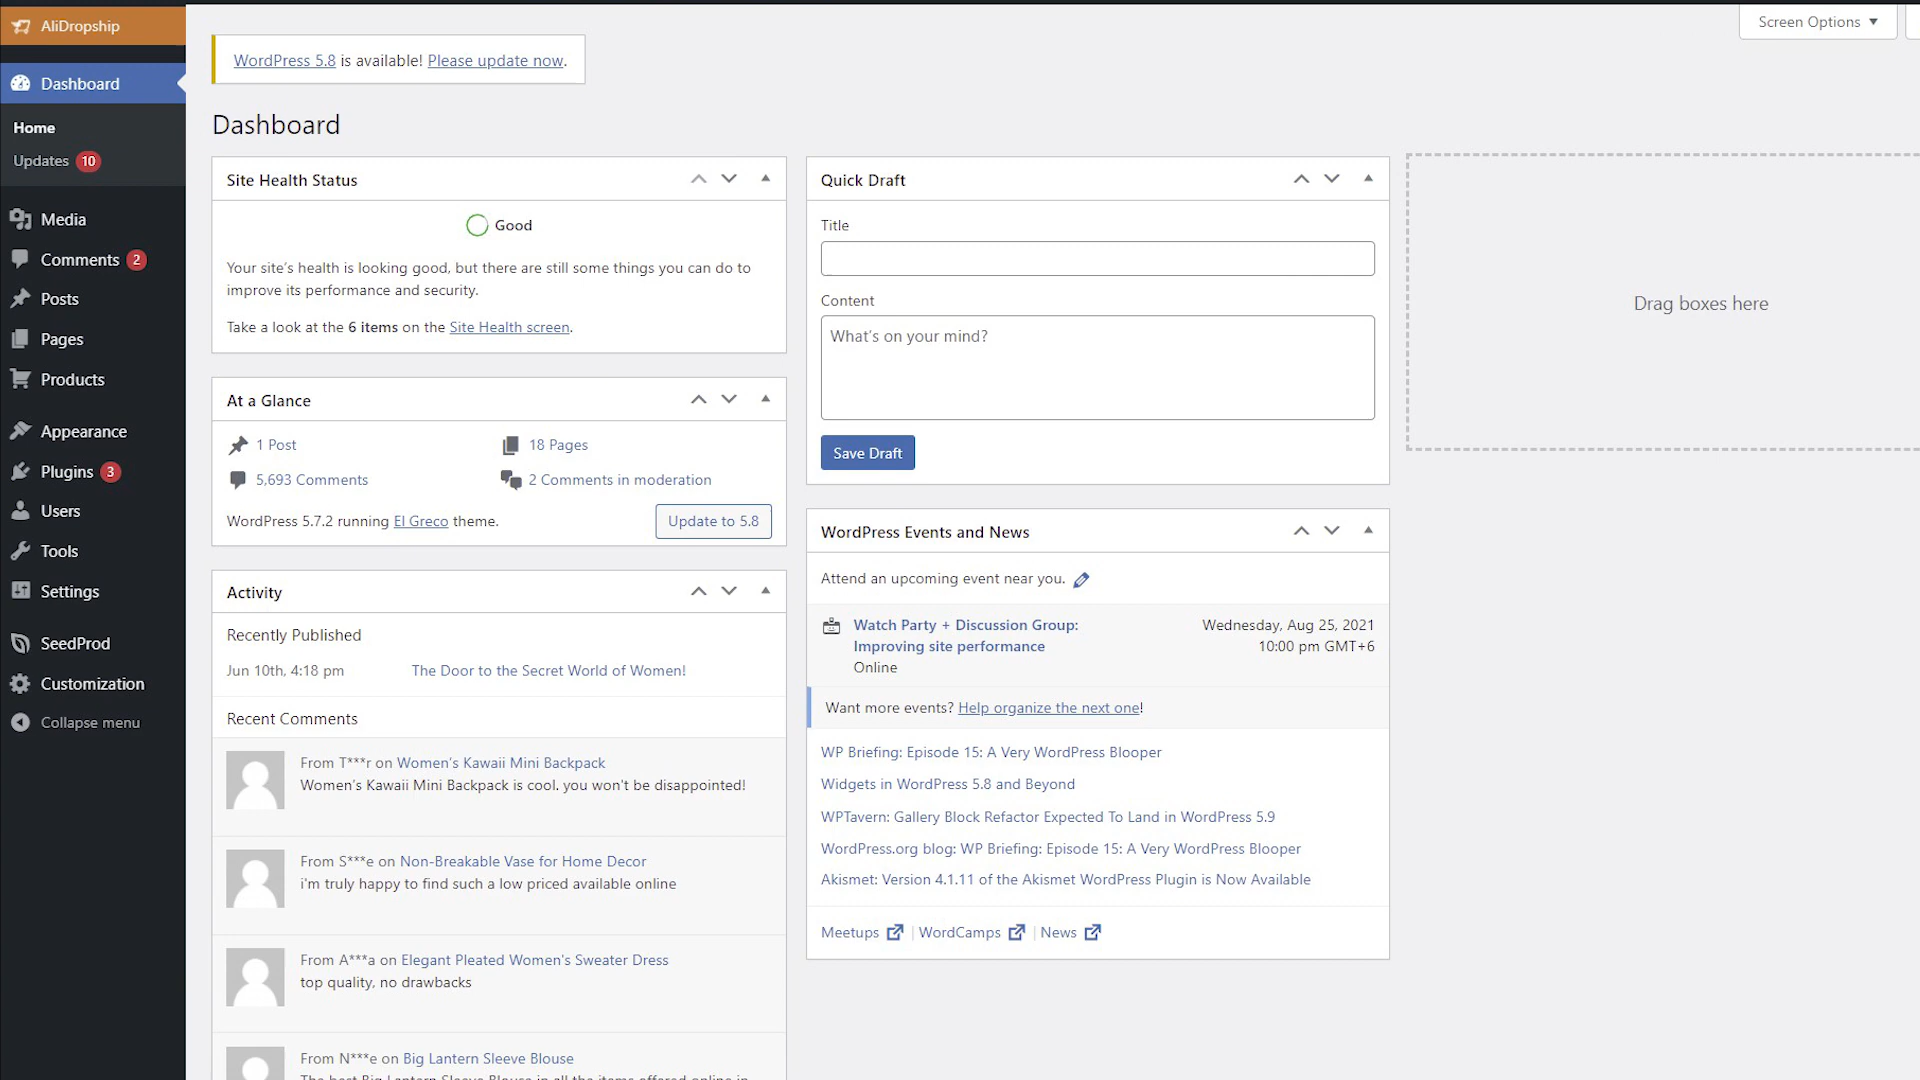 AliDropship
Dashboard
Home
Updates 10
Media
Comments 2
Posts
Pages
Products
Appearance
Plugins 3
Users
Tools
Settings
SeedProd
Customization
Collapse menu
Screen Options
WordPress 5.8 is available! Please update now.
Dashboard
Site Health Status
Good
Your site's health is looking good, but there are still some things you can do to
improve its performance and security.
Take a look at the 6 items on the Site Health screen.
At a Glance
1 Post
18 Pages
5,693 Comments
2 Comments in moderation
WordPress 5.7.2 running El Greco theme.
Update to 5.8
Activity
Recently Published
Jun 10th, 4:18 pm
The Door to the Secret World of Women!
Recent Comments
From T***r on Women's Kawaii Mini Backpack
Women's Kawaii Mini Backpack is cool. you won't be disappointed!
From S***e on Non-Breakable Vase for Home Decor
i'm truly happy to find such a low priced available online
From A***a on Elegant Pleated Women's Sweater Dress
top quality, no drawbacks
From N***e on Big Lantern Sleeve Blouse
The best Big Lantern Sleeve Blouse in all the items offered online in
Quick Draft
Title
Content
What's on your mind?
Save Draft
WordPress Events and News
Attend an upcoming event near you.
Watch Party + Discussion Group:
Improving site performance
Online
Wednesday, Aug 25, 2021
10:00 pm GMT+6
Want more events? Help organize the next one!
WP Briefing: Episode 15: A Very WordPress Blooper
Widgets in WordPress 5.8 and Beyond
WPTavern: Gallery Block Refactor Expected To Land in WordPress 5.9
WordPress.org blog: WP Briefing: Episode 15: A Very WordPress Blooper
Akismet: Version 4.1.11 of the Akismet WordPress Plugin is Now Available
Meetups | WordCamps | News
Drag boxes here